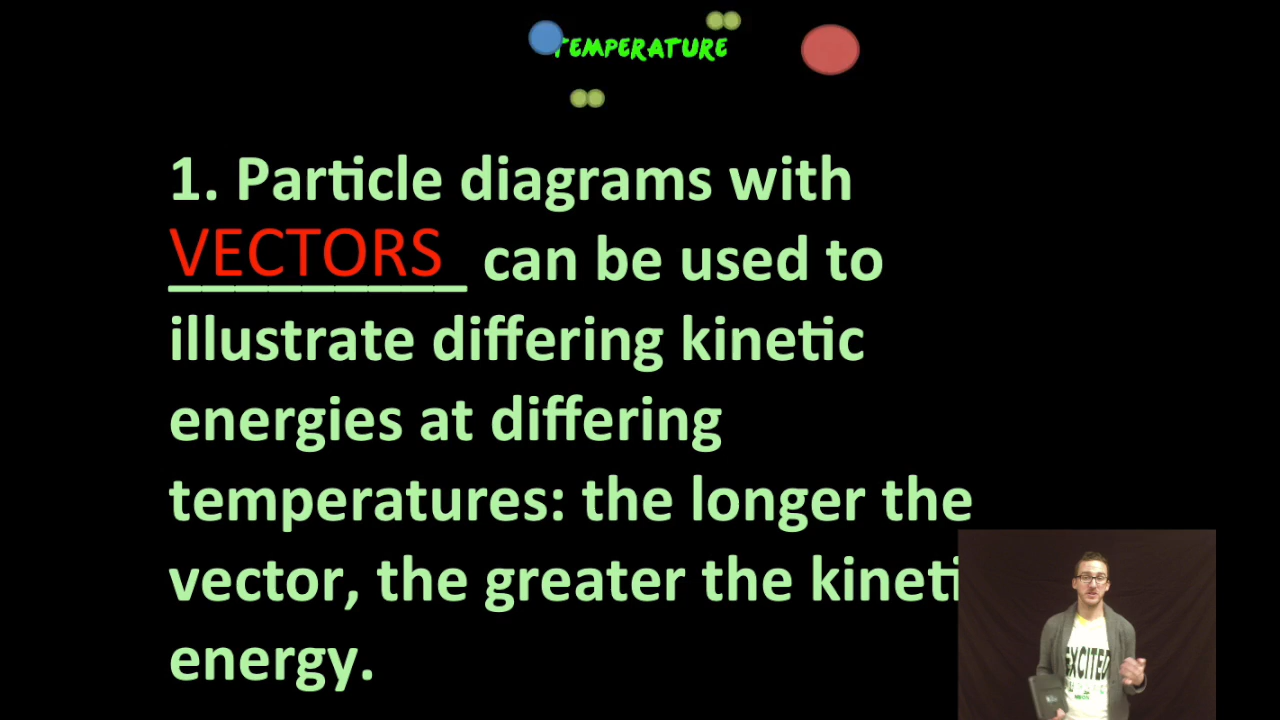 TEMPERATURE
1. Particle diagrams with
VECTORS can be used to
illustrate differing kinetic
energies at differing
temperatures: the longer the
vector, the greater the kineti
energy.
EXCITED